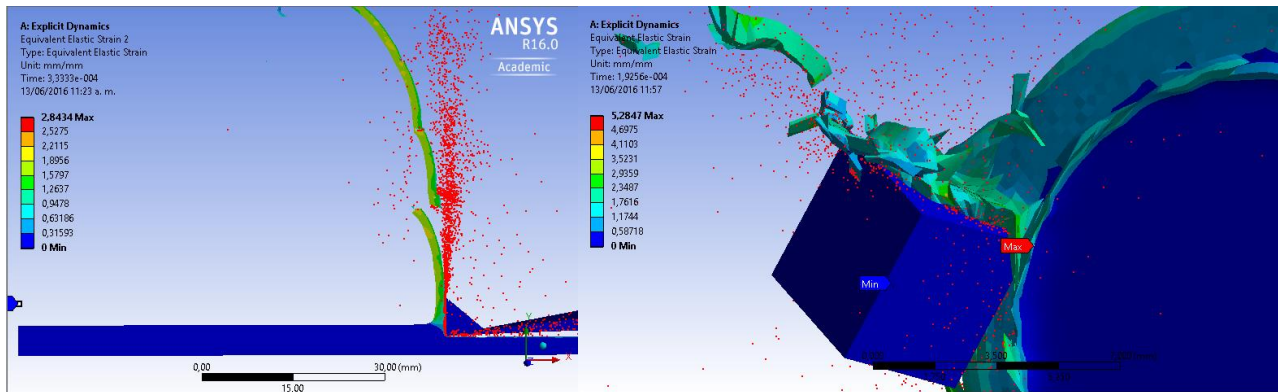 A: Explicit Dynamics
Equivalent Elastic Strain 2
Type: Equivalent Elastic Strain
Unit: mm/mm
Time: 3,3333e-004
13/06/2016 11:23 a. m.
2,8434 Max
2,5275
2,2115
1,8956
1,5797
1,2637
0,9478
0,63186
0,31593
0 Min
ANSYS
R16.0
Academic
0,00
30,00 (mm)
15,00
Y
X
A: Explicit Dynamics
Equivalent Elastic Strain
Type: Equivalent Elastic Strain
Unit: mm/mm
Time: 1,9256e-004
13/06/2016 11:57
5,2847 Max
4,6975
4,1103
3,5231
2,9359
2,3487
1,7616
1,1744
0,58718
0 Min
Max
Min